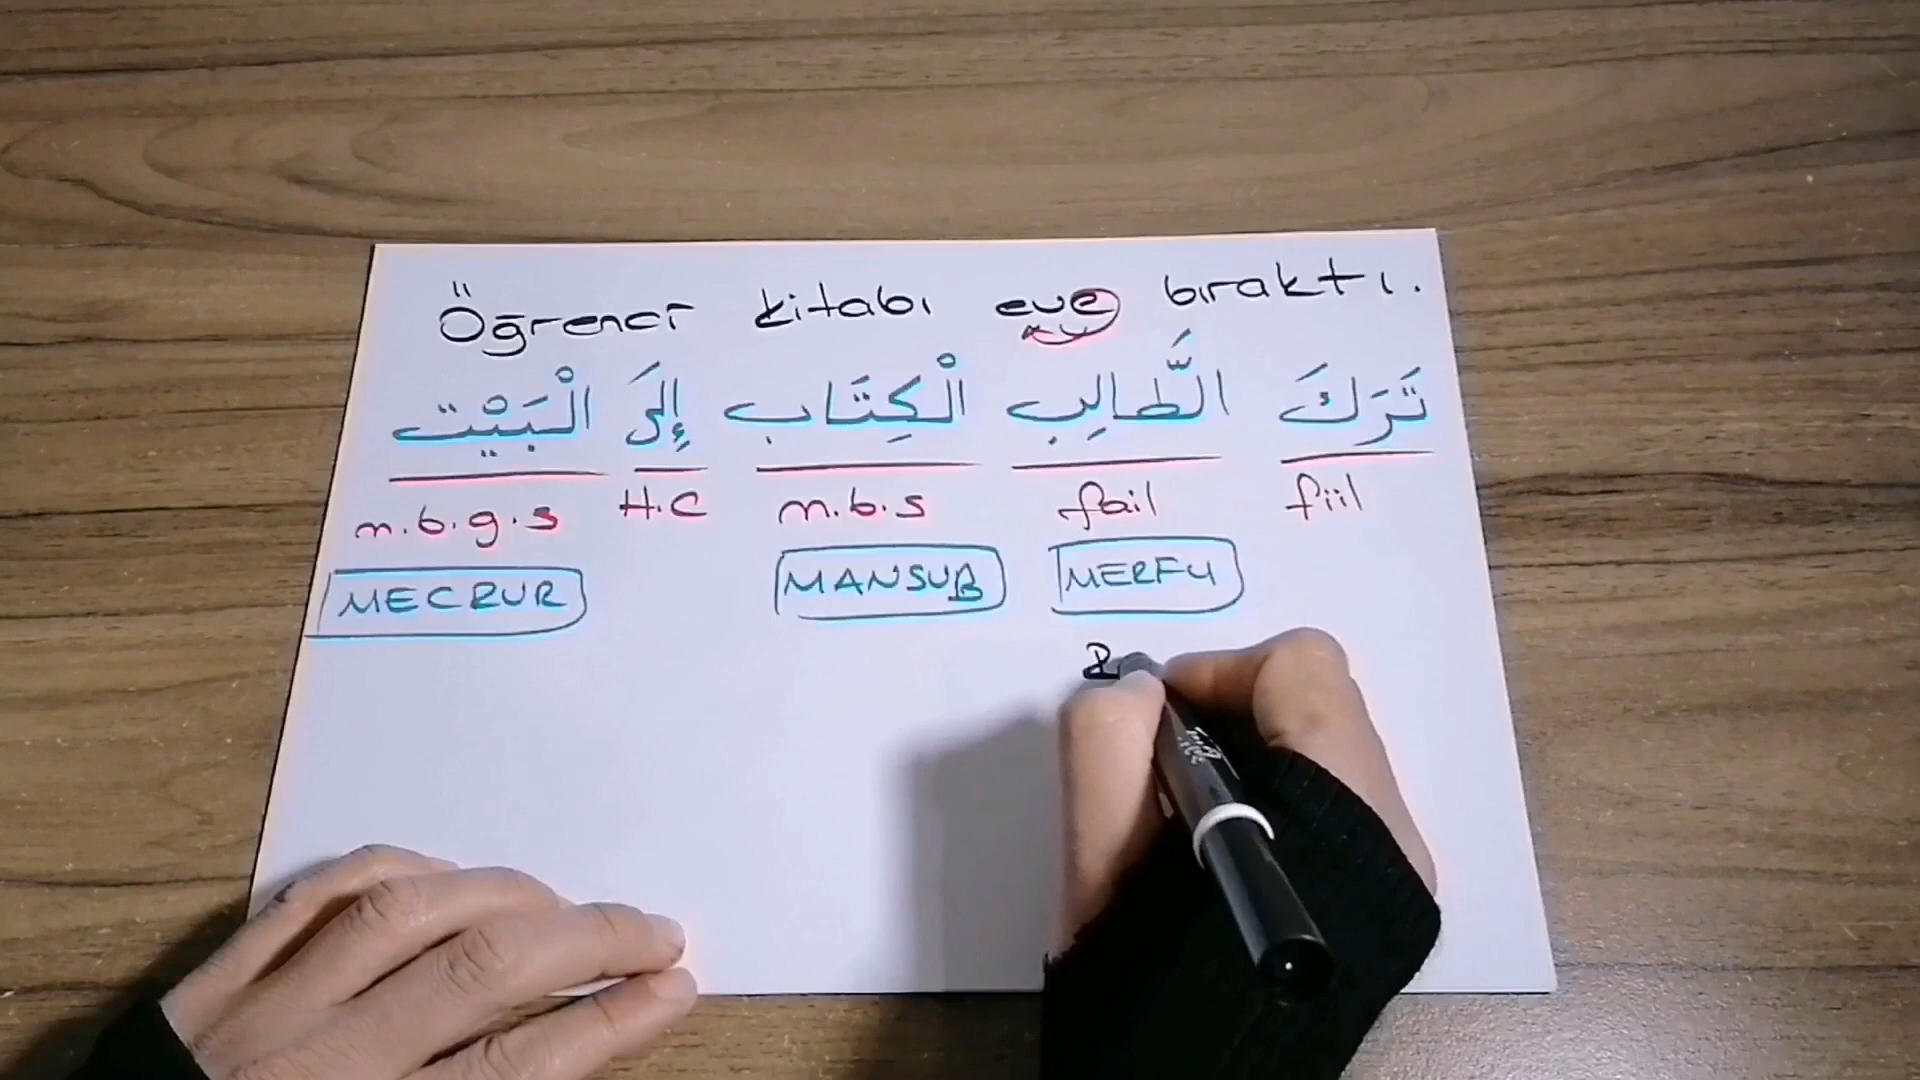 Öğrenci kitabı eve bıraktı.
تَرَكَ الطَّالِب الْكِتَاب إِلَى الْبَيْت
m.b.g.s H.C m.b.s fail fiil
MECRUR MANSUB MERFU